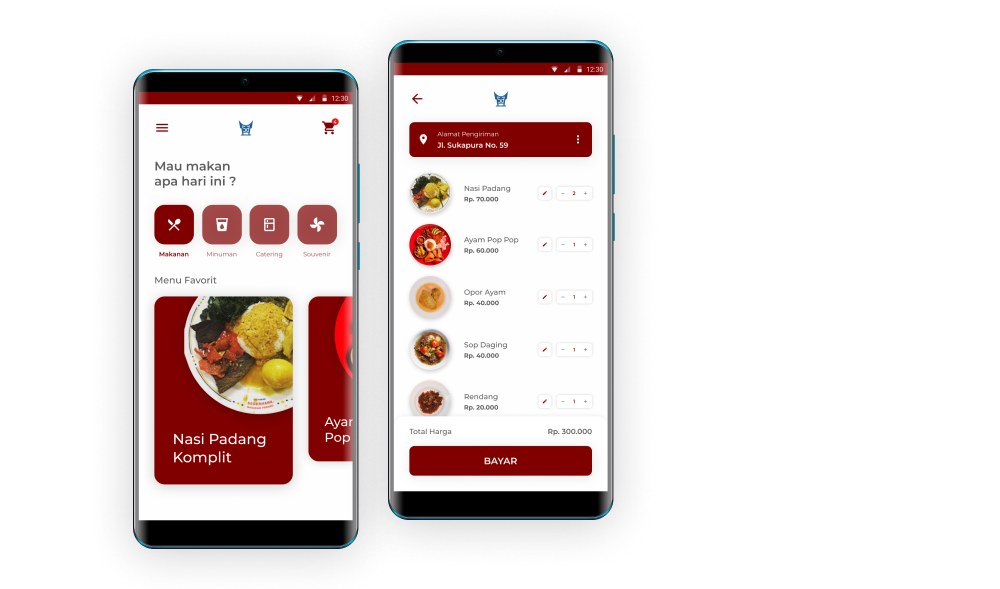 12:30
Mau makan
apa hari ini ?
Makanan
Minuman
Catering
Souvenir
Menu Favorit
Nasi Padang
Komplit
Ayar
Pop
12:30
Alamat Pengiriman
Jl. Sukapura No. 59
Nasi Padang
Rp. 70.000
- 2 +
Ayam Pop Pop
Rp. 60.000
- 1 +
Opor Ayam
Rp. 40.000
- 1 +
Sop Daging
Rp. 40.000
- 1 +
Rendang
Rp. 20.000
- 1 +
Total Harga
Rp. 300.000
BAYAR